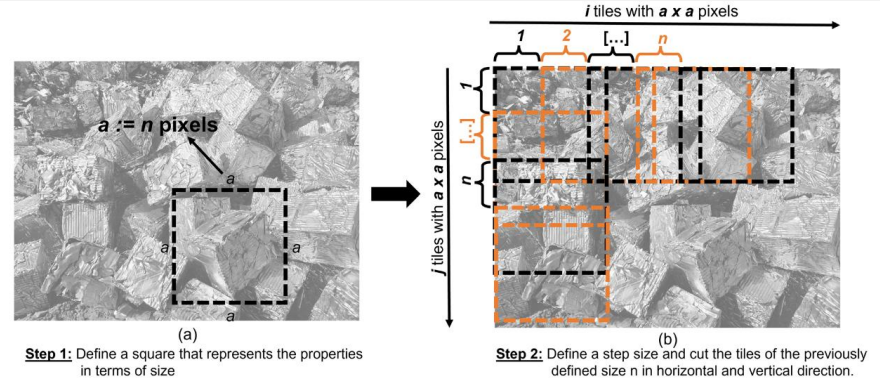 i tiles with a x a pixels
1 2 [...] n
a := n pixels
a
a
a
a
1
[...]
n
j tiles with a x a pixels
(a)
Step 1: Define a square that represents the properties
in terms of size
(b)
Step 2: Define a step size and cut the tiles of the previously
defined size n in horizontal and vertical direction.